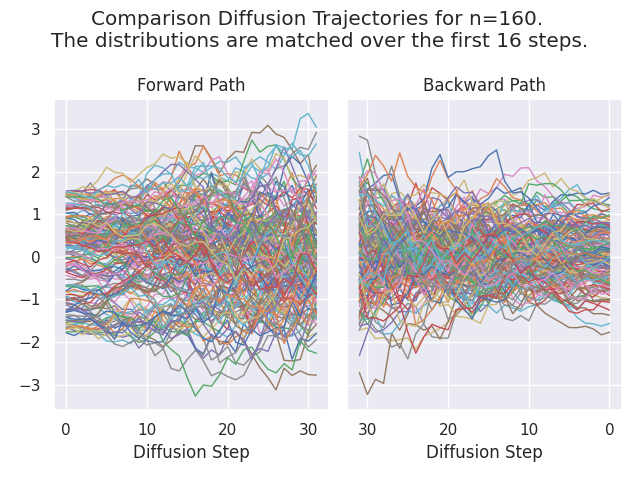 Comparison Diffusion Trajectories for n=160.
The distributions are matched over the first 16 steps.
Forward Path
Backward Path
3
2
1
0
−1
−2
−3
0 10 20 30
30 20 10 0
Diffusion Step
Diffusion Step